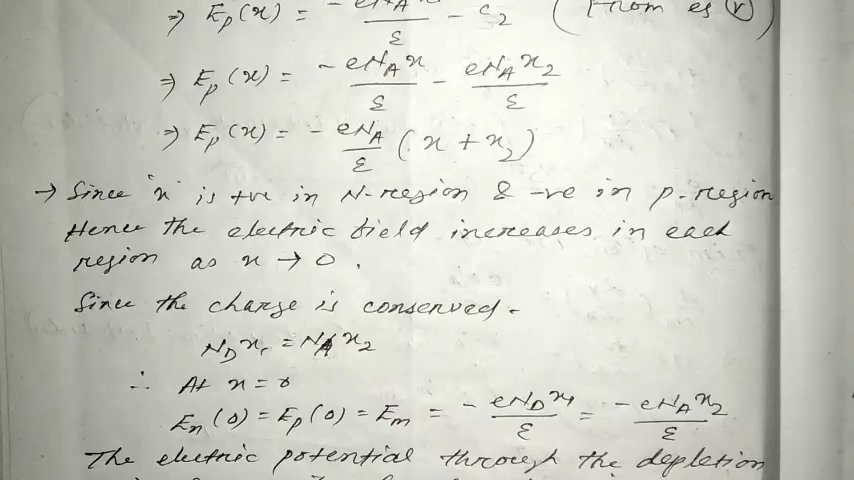 ⇒ Ep(x) = - eNAx/ε - C2 (from eq (v))
⇒ Ep(x) = - eNAx/ε - eNAx2/ε
⇒ Ep(x) = - eNA/ε (x + x2)
→ Since 'x' is +ve in N-region & -ve in p-region
Hence the electric field increases in each
region as x → 0.
Since the charge is conserved.
NDx1 = NAx2
∴ At x = 0
En(0) = Ep(0) = Em = - eNDx1/ε = - eNAx2/ε
The electric potential through the depletion